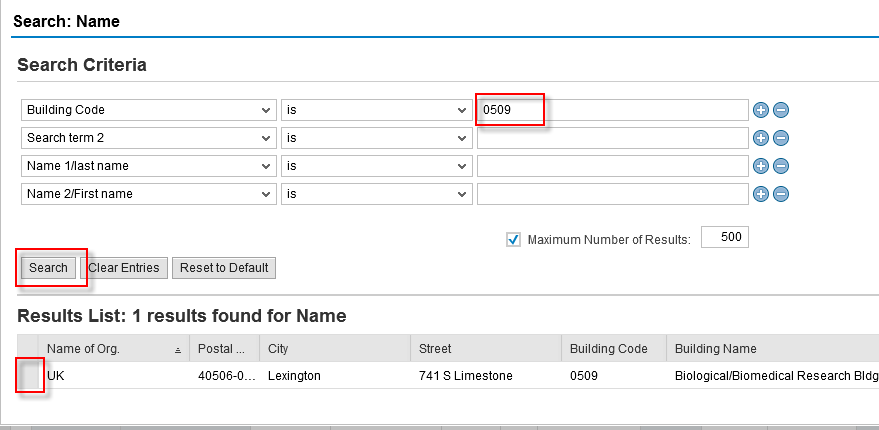 Search: Name
Search Criteria
Building Code is 0509
Search term 2 is
Name 1/last name is
Name 2/First name is
Maximum Number of Results: 500
Search Clear Entries Reset to Default
Results List: 1 results found for Name
Name of Org. Postal ... City Street Building Code Building Name
UK 40506-0... Lexington 741 S Limestone 0509 Biological/Biomedical Research Bldg